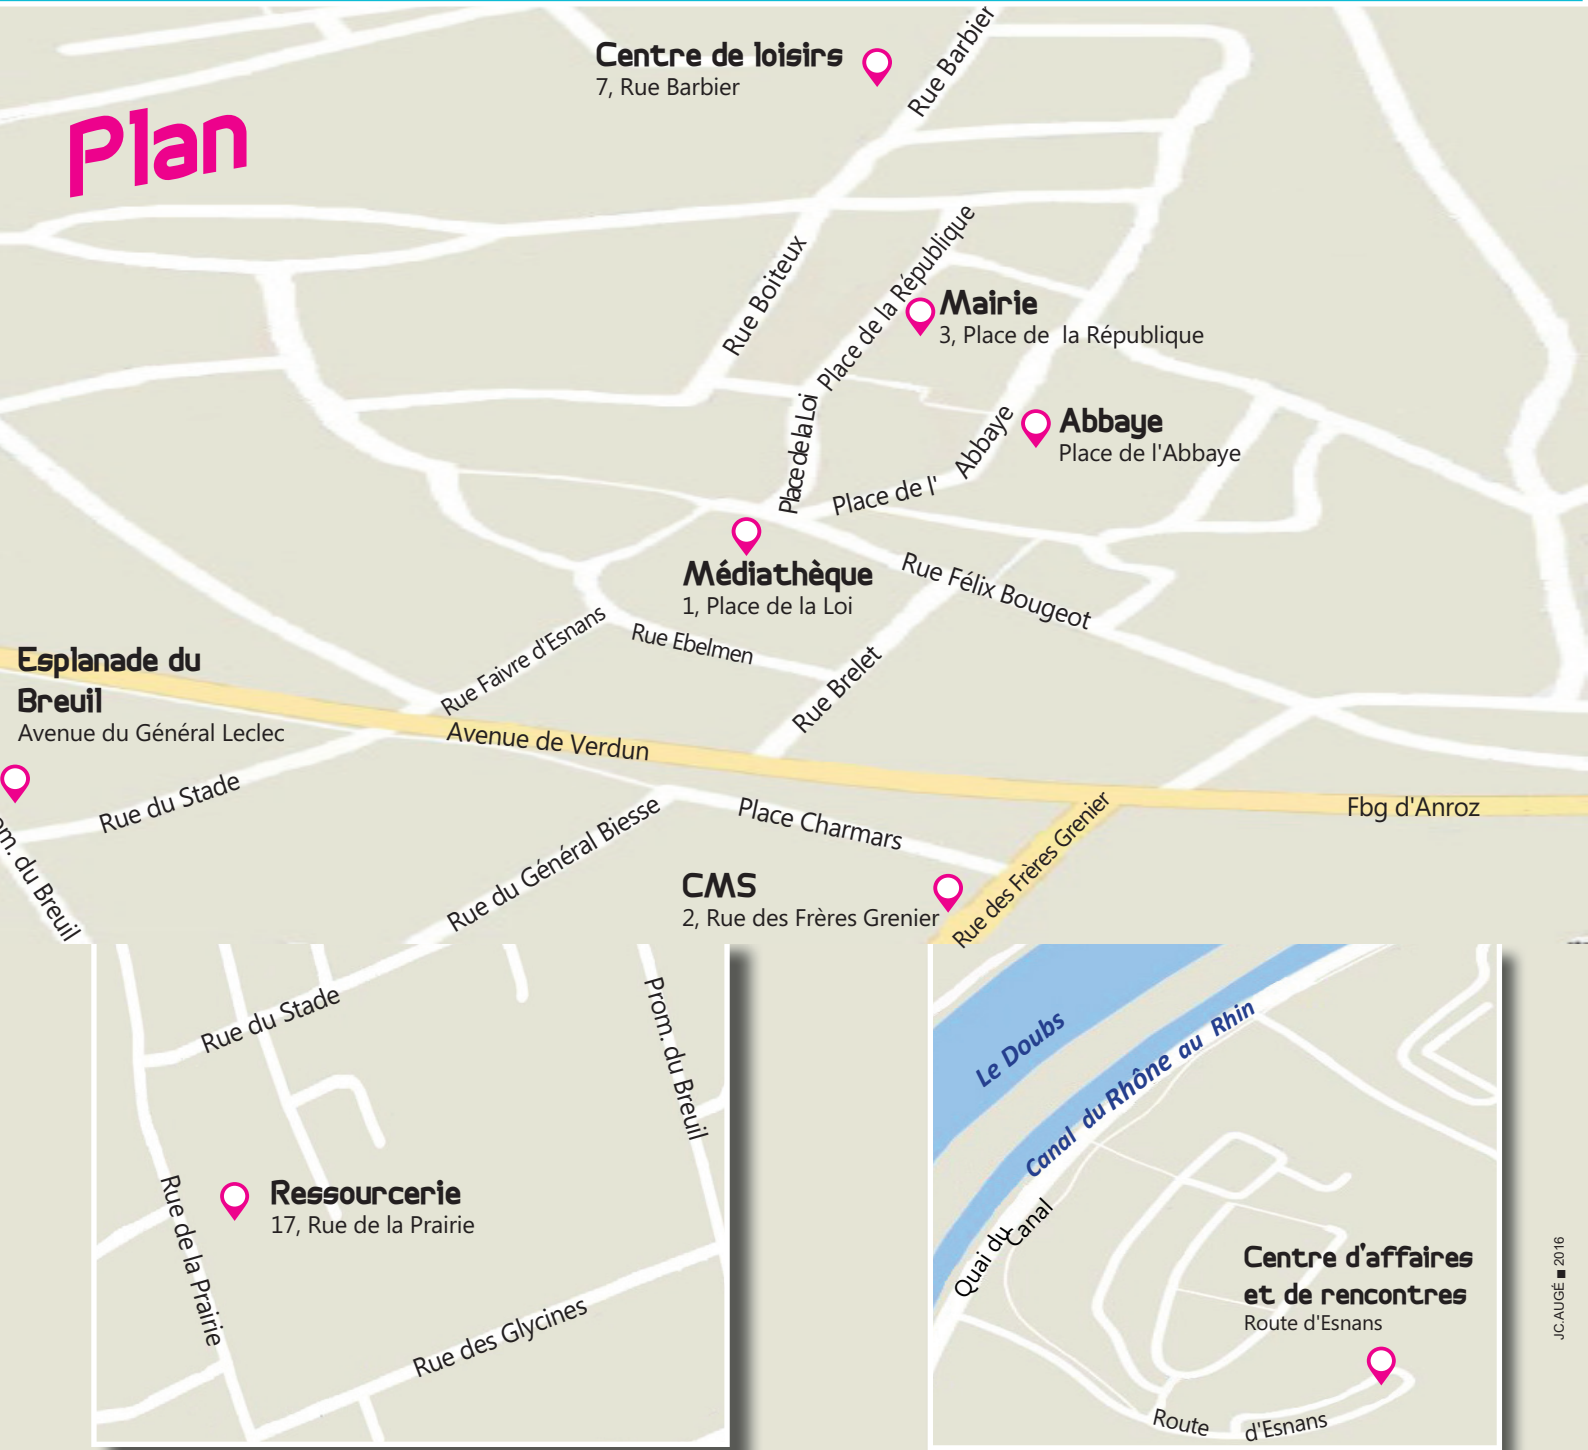 Plan
Centre de loisirs
7, Rue Barbier
Rue Barbier
Rue Boiteux
Place de la République
Mairie
3, Place de la République
Place de la Loi
Abbaye
Place de l'Abbaye
Place de l' Abbaye
Médiathèque
1, Place de la Loi
Rue Félix Bougeot
Rue Faivre d'Esnans
Rue Ebelmen
Rue Brelet
Esplanade du
Breuil
Avenue du Général Leclec
Avenue de Verdun
Rue du Stade
Fbg d'Anroz
Place Charmars
Rue du Général Biesse
Rue des Frères Grenier
CMS
2, Rue des Frères Grenier
om. du Breuil
Rue du Stade
Prom. du Breuil
Ressourcerie
17, Rue de la Prairie
Rue de la Prairie
Rue des Glycines
Le Doubs
Canal du Rhône au Rhin
Quai du Canal
Centre d'affaires
et de rencontres
Route d'Esnans
Route d'Esnans
JC.AUGÉ ■ 2016